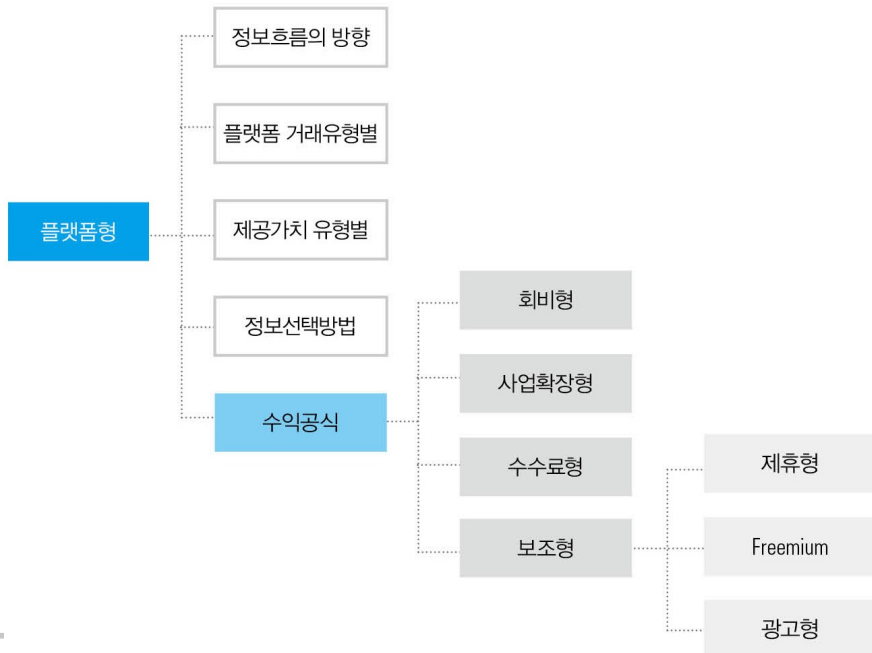 정보흐름의 방향
플랫폼 거래유형별
플랫폼형
제공가치 유형별
정보선택방법
수익공식
회비형
사업확장형
수수료형
보조형
제휴형
Freemium
광고형